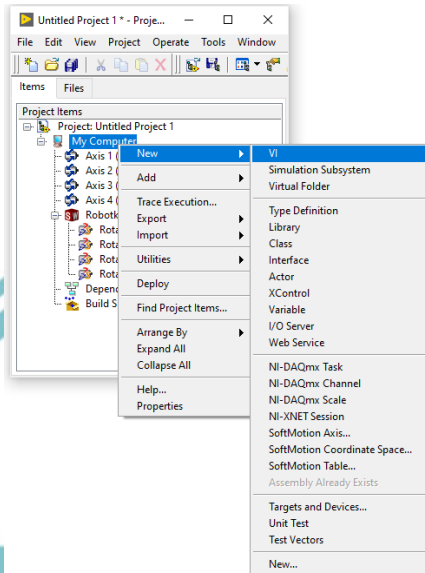 Untitled Project 1 * - Proje...
File Edit View Project Operate Tools Window
Items Files
Project Items
Project: Untitled Project 1
My Computer
Axis 1 (
Axis 2 (
Axis 3 (
Axis 4 (
Robotk
Rota
Rota
Rota
Rota
Depend
Build S
New
Add
Trace Execution...
Export
Import
Utilities
Deploy
Find Project Items...
Arrange By
Expand All
Collapse All
Help...
Properties
VI
Simulation Subsystem
Virtual Folder
Type Definition
Library
Class
Interface
Actor
XControl
Variable
I/O Server
Web Service
NI-DAQmx Task
NI-DAQmx Channel
NI-DAQmx Scale
NI-XNET Session
SoftMotion Axis...
SoftMotion Coordinate Space...
SoftMotion Table...
Assembly Already Exists
Targets and Devices...
Unit Test
Test Vectors
New...